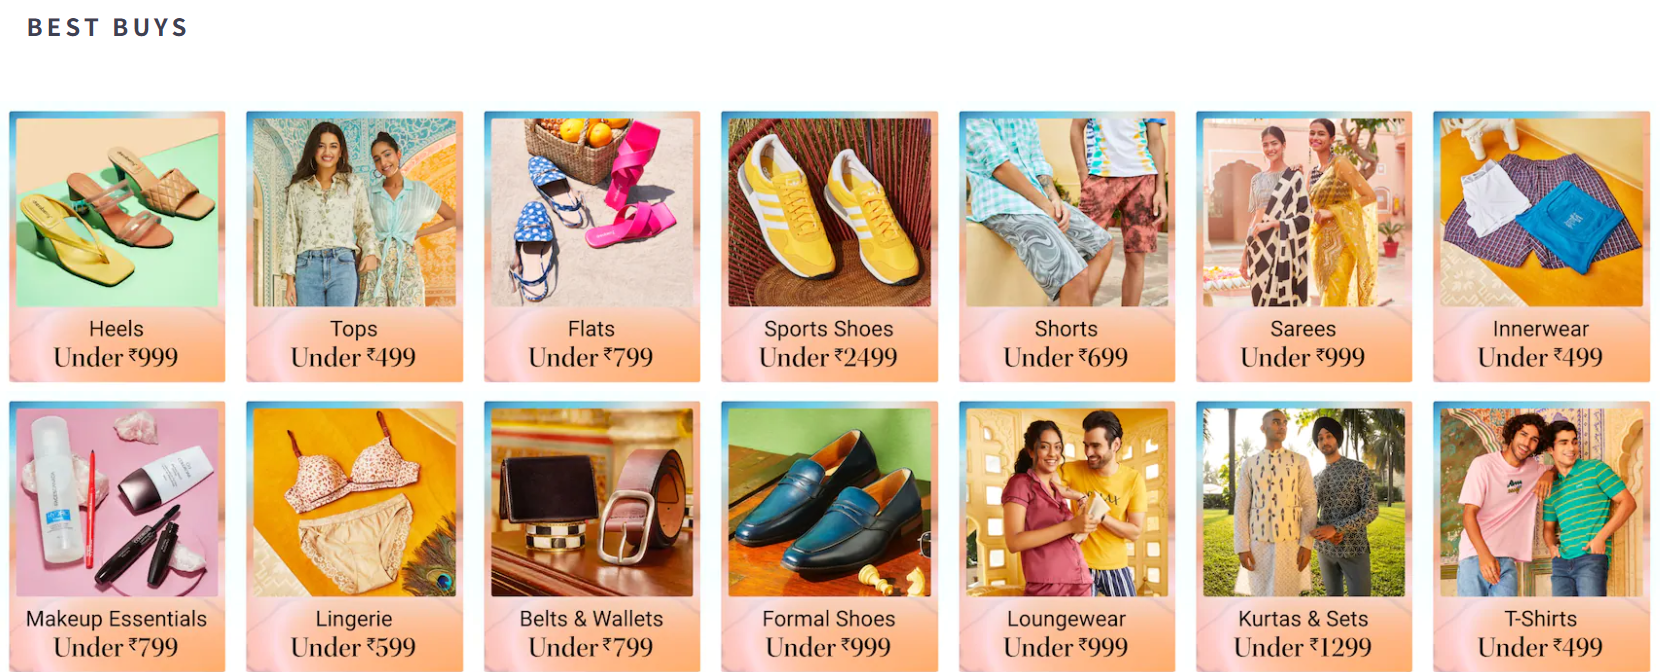 BEST BUYS
Heels
Under ₹999
Tops
Under ₹499
Flats
Under ₹799
Sports Shoes
Under ₹2499
Shorts
Under ₹699
Sarees
Under ₹999
Innerwear
Under ₹499
Makeup Essentials
Under ₹799
Lingerie
Under ₹599
Belts & Wallets
Under ₹799
Formal Shoes
Under ₹999
Loungewear
Under ₹999
Kurtas & Sets
Under ₹1299
T-Shirts
Under ₹499